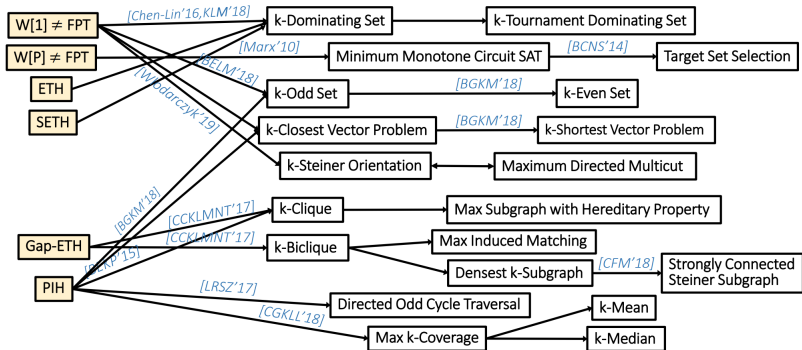 [Chen-Lin'16,KLM'18]
W[1] ≠ FPT
k-Dominating Set
k-Tournament Dominating Set
[Marx'10]
[BCNS'14]
W[P] ≠ FPT
Minimum Monotone Circuit SAT
Target Set Selection
[BELM'18]
ETH
[BGKM'18]
k-Odd Set
k-Even Set
SETH
[Wlodarczyk'19]
[BGKM'18]
k-Closest Vector Problem
k-Shortest Vector Problem
k-Steiner Orientation
Maximum Directed Multicut
[BGKM'18]
[CCKLMNT'17]
k-Clique
Max Subgraph with Hereditary Property
[CCKLMNT'17]
Gap-ETH
k-Biclique
Max Induced Matching
[CFM'18]
Densest k-Subgraph
Strongly Connected
Steiner Subgraph
PIH
[LRSZ'17]
Directed Odd Cycle Traversal
[CGKLL'18]
k-Mean
Max k-Coverage
k-Median